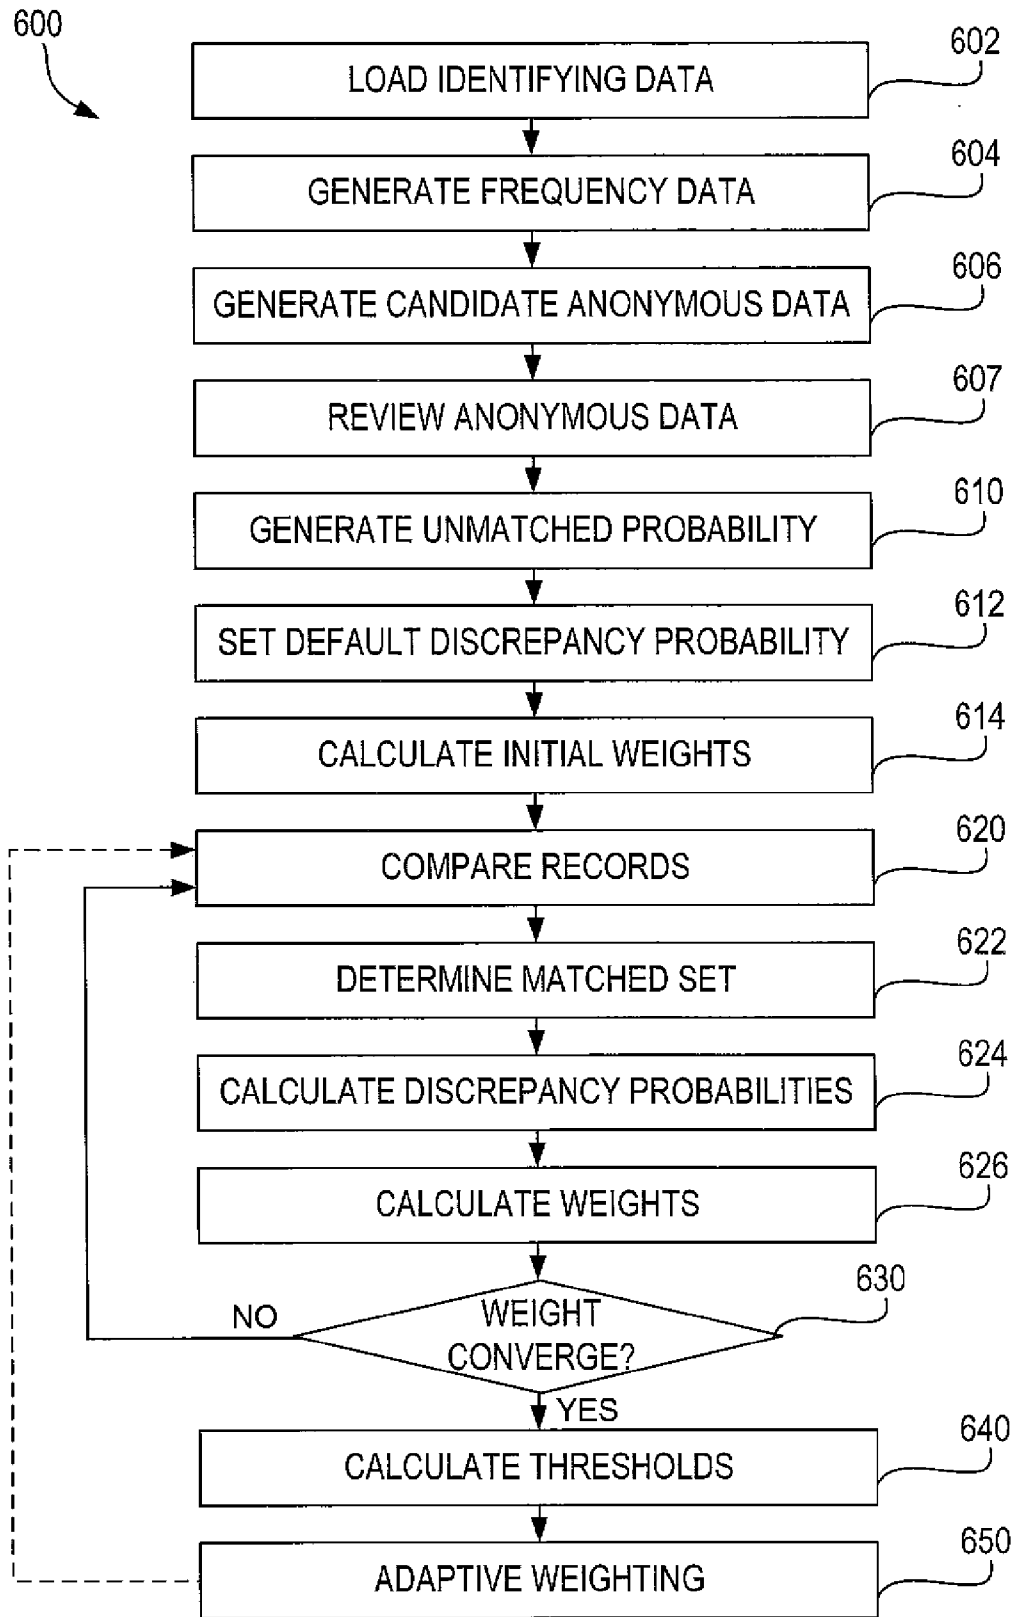 600
602
LOAD IDENTIFYING DATA
604
GENERATE FREQUENCY DATA
606
GENERATE CANDIDATE ANONYMOUS DATA
607
REVIEW ANONYMOUS DATA
610
GENERATE UNMATCHED PROBABILITY
612
SET DEFAULT DISCREPANCY PROBABILITY
614
CALCULATE INITIAL WEIGHTS
620
COMPARE RECORDS
622
DETERMINE MATCHED SET
624
CALCULATE DISCREPANCY PROBABILITIES
626
CALCULATE WEIGHTS
630
NO
WEIGHT
CONVERGE?
YES
640
CALCULATE THRESHOLDS
650
ADAPTIVE WEIGHTING